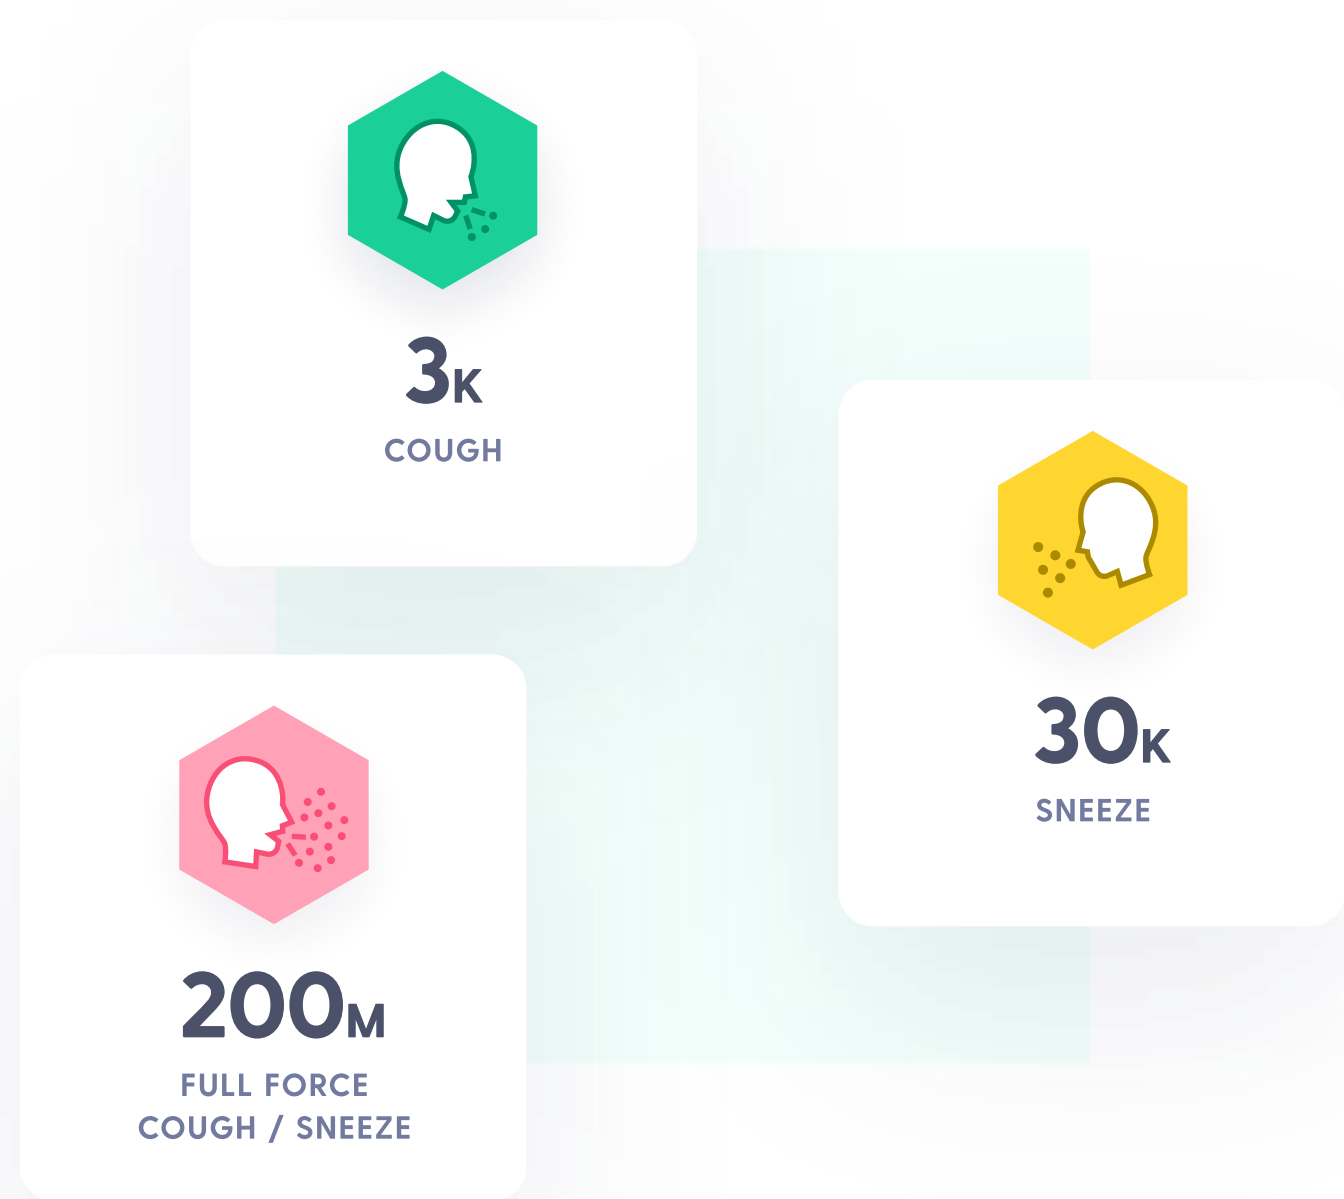 3K
COUGH
30K
SNEEZE
200M
FULL FORCE
COUGH / SNEEZE